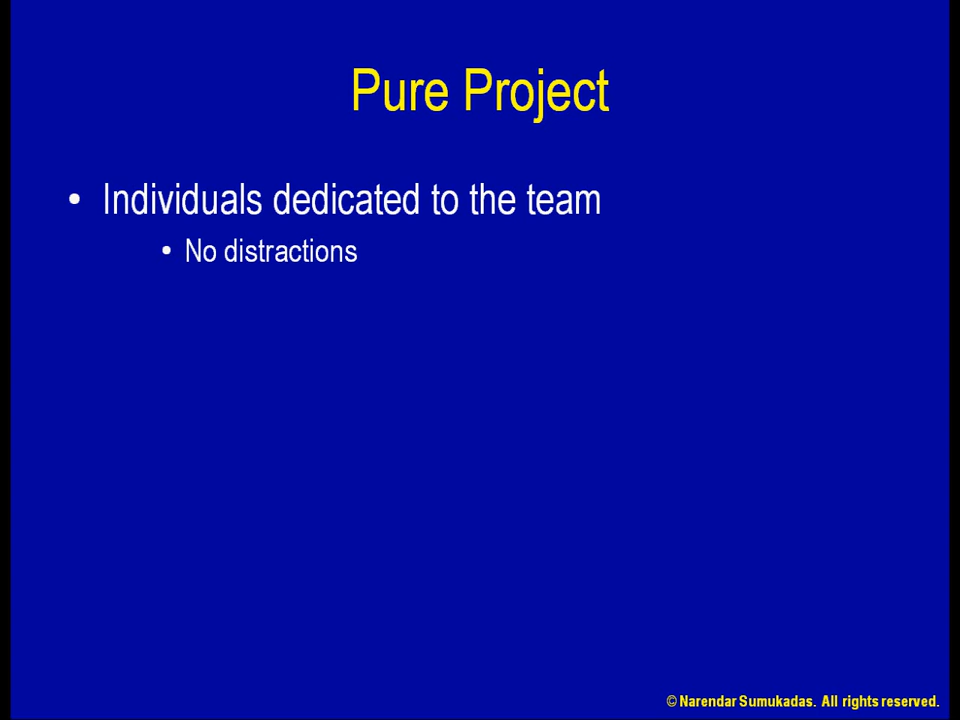 Pure Project
• Individuals dedicated to the team
• No distractions
© Narendar Sumukadas. All rights reserved.